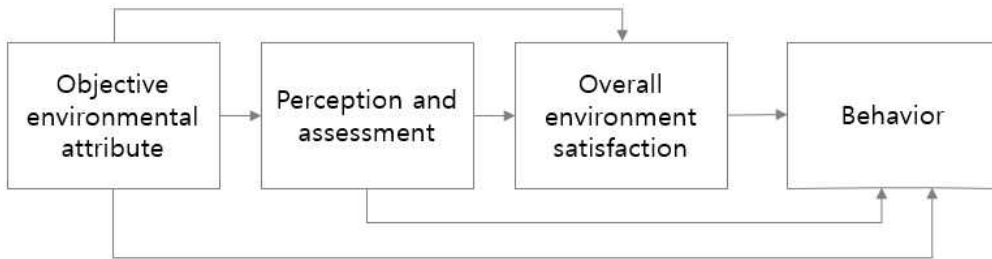 Objective
environmental
attribute
Perception and
assessment
Overall
environment
satisfaction
Behavior